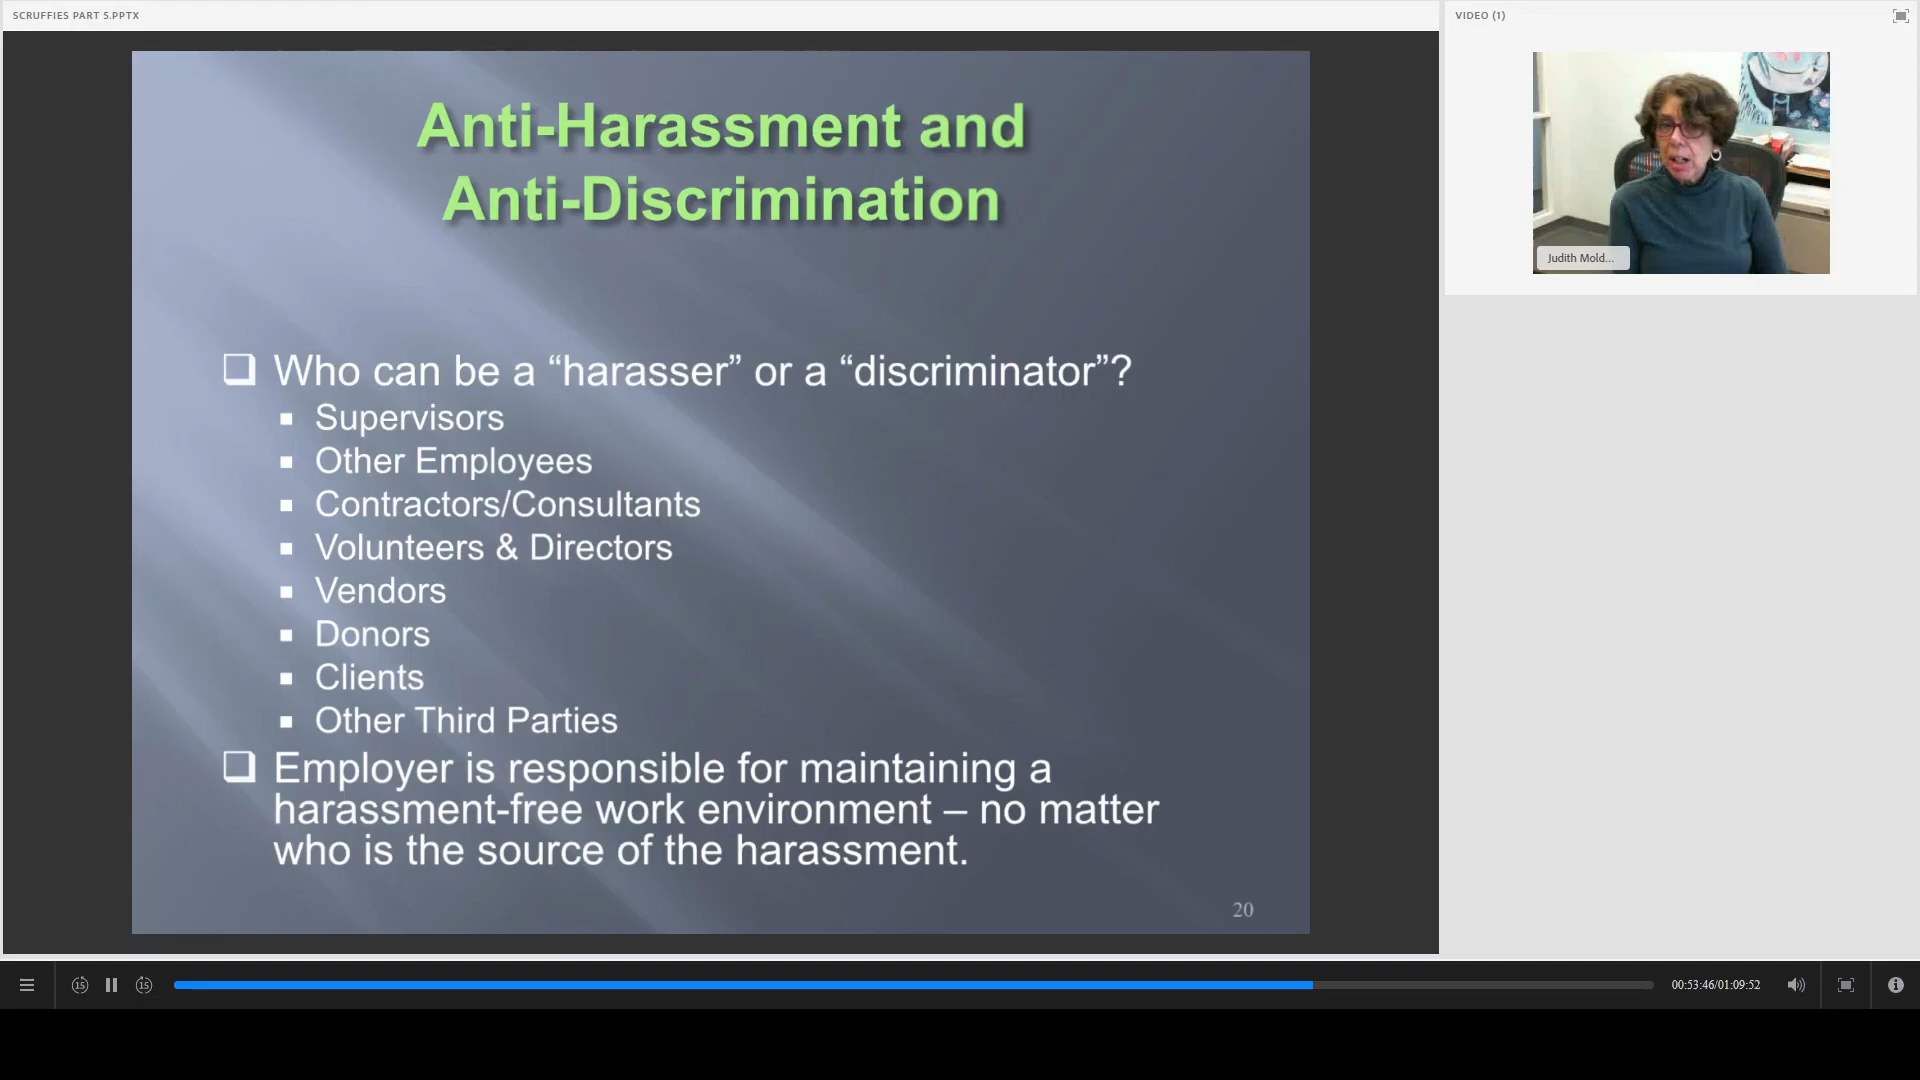 SCRUFFIES PART 5.PPTX
VIDEO (1)
Anti-Harassment and
Anti-Discrimination
Judith Mold...
❑ Who can be a “harasser” or a “discriminator”?
▪ Supervisors
▪ Other Employees
▪ Contractors/Consultants
▪ Volunteers & Directors
▪ Vendors
▪ Donors
▪ Clients
▪ Other Third Parties
❑ Employer is responsible for maintaining a
harassment-free work environment – no matter
who is the source of the harassment.
20
15
15
00:53:46/01:09:52